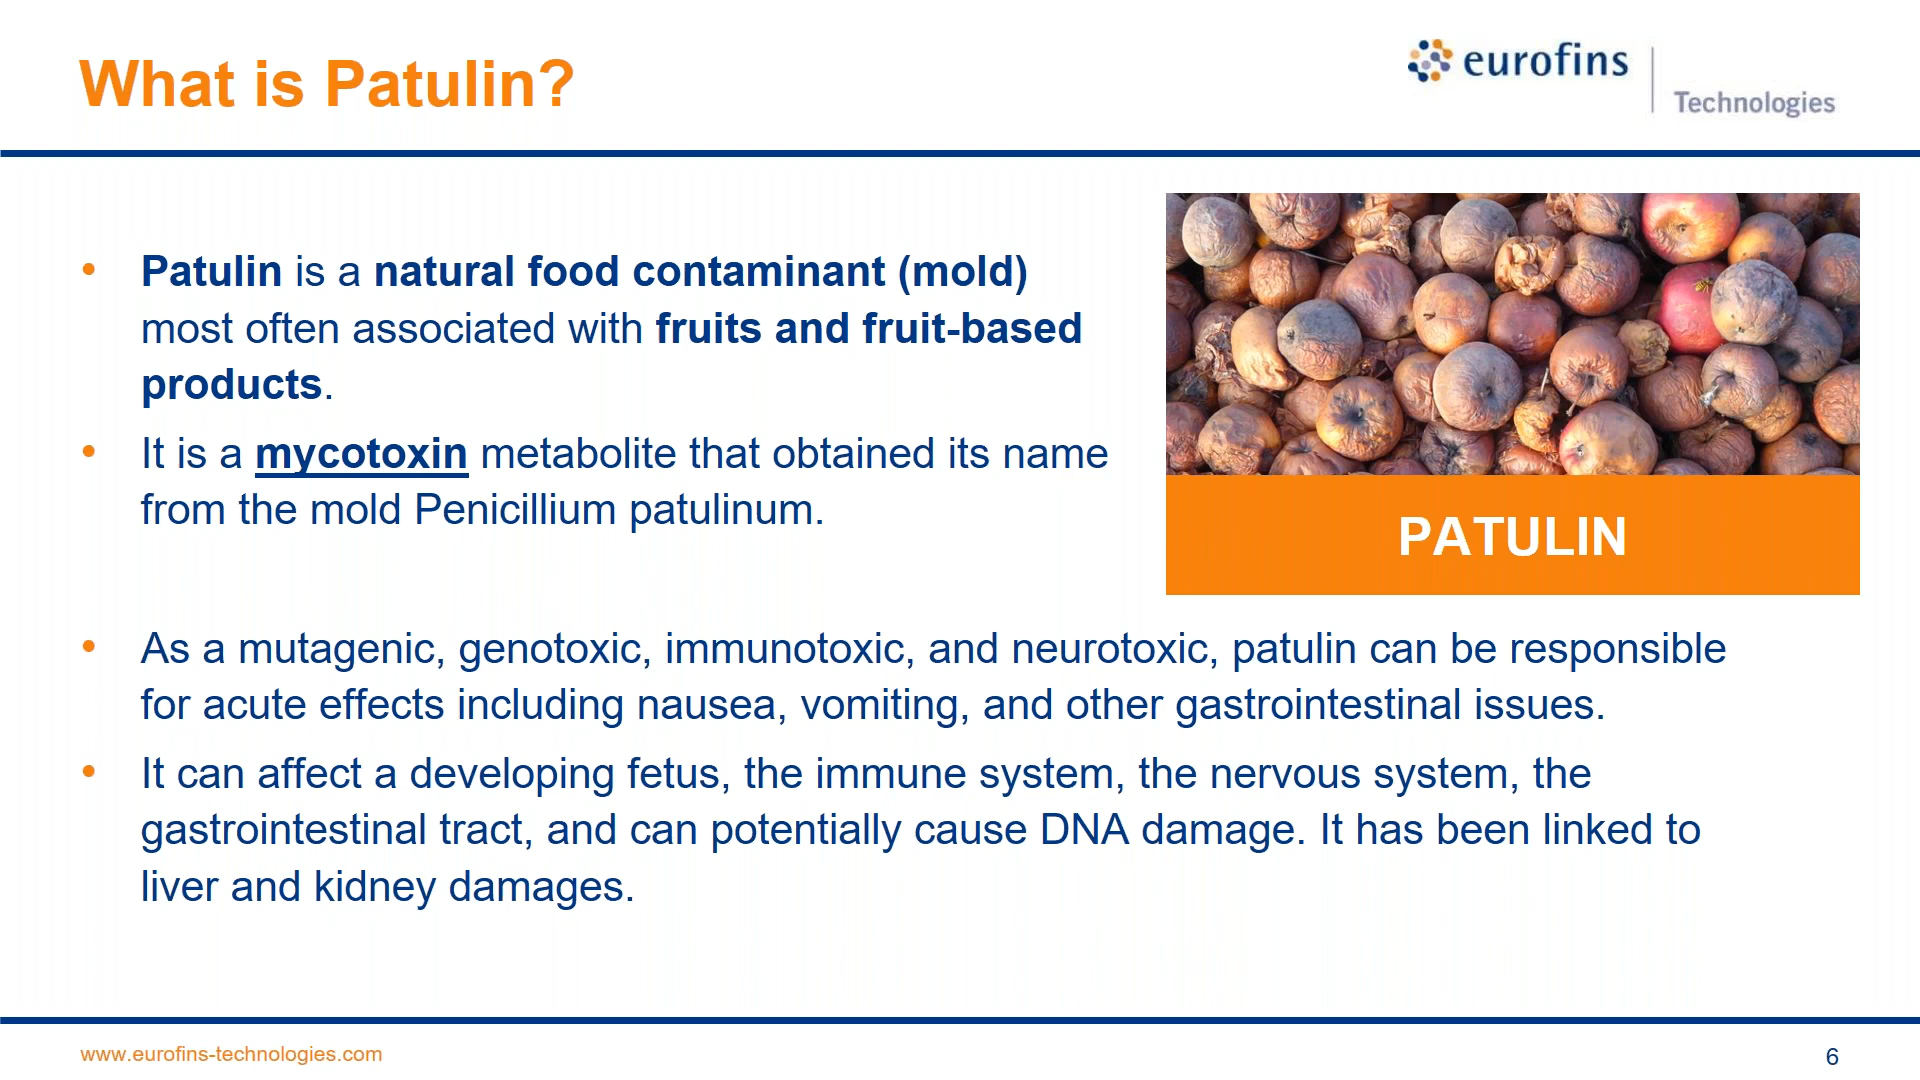 What is Patulin?
eurofins
Technologies
• Patulin is a natural food contaminant (mold)
most often associated with fruits and fruit-based
products.
• It is a mycotoxin metabolite that obtained its name
from the mold Penicillium patulinum.
PATULIN
• As a mutagenic, genotoxic, immunotoxic, and neurotoxic, patulin can be responsible
for acute effects including nausea, vomiting, and other gastrointestinal issues.
• It can affect a developing fetus, the immune system, the nervous system, the
gastrointestinal tract, and can potentially cause DNA damage. It has been linked to
liver and kidney damages.
www.eurofins-technologies.com
6